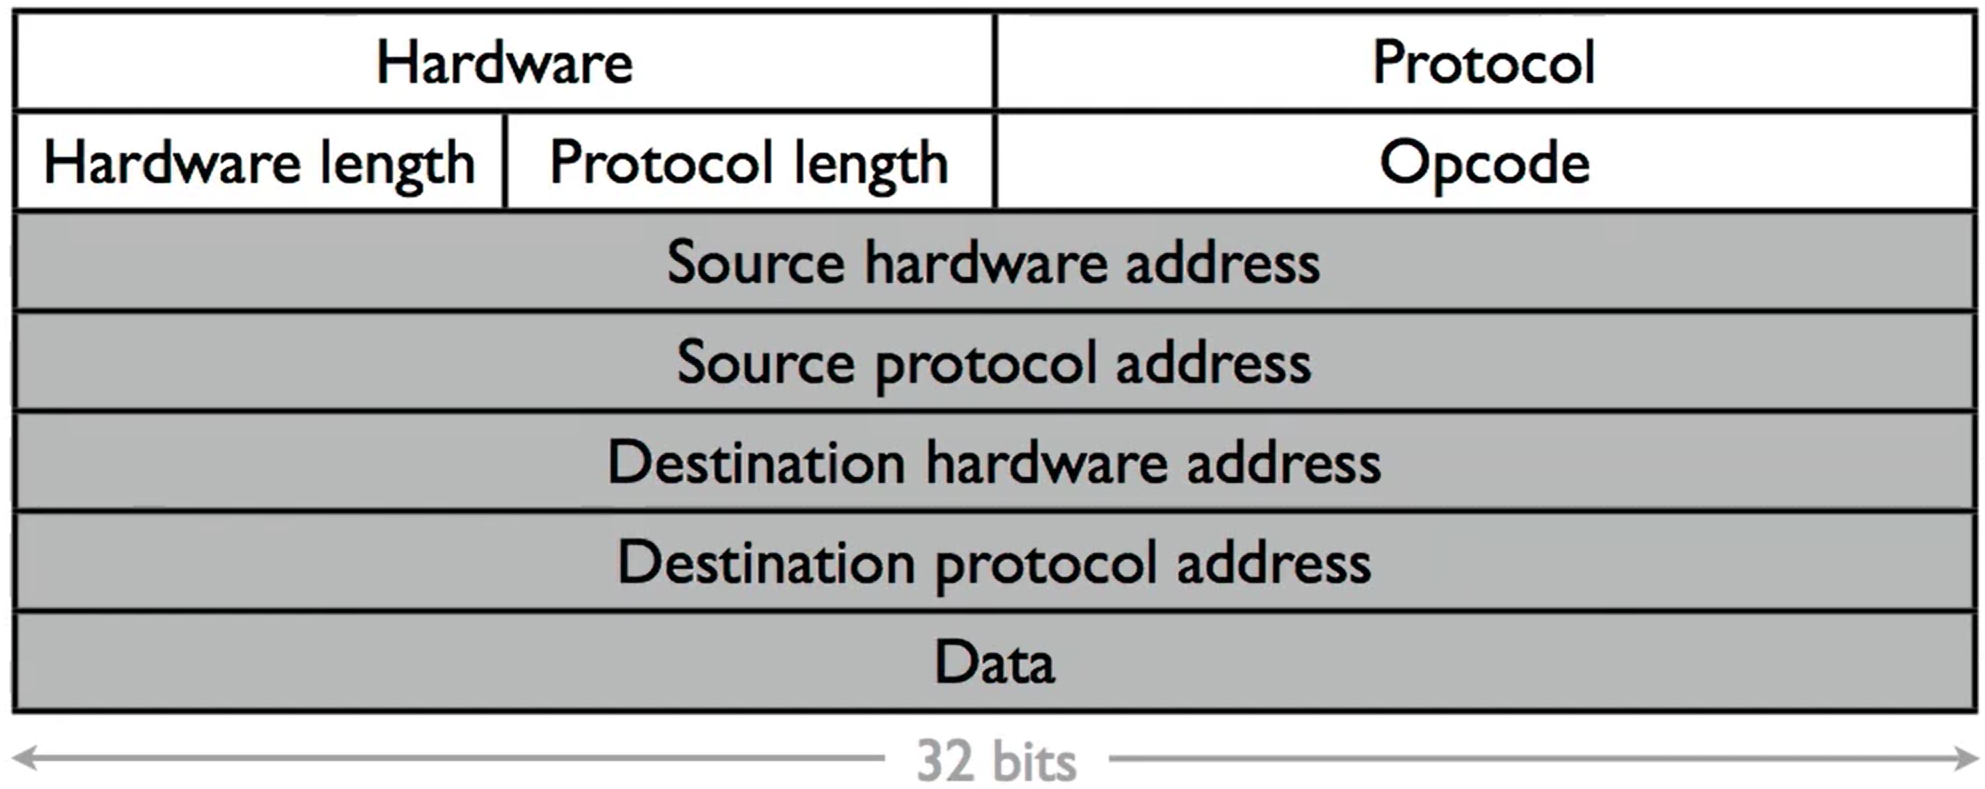 Hardware Protocol
Hardware length Protocol length Opcode
Source hardware address
Source protocol address
Destination hardware address
Destination protocol address
Data
32 bits